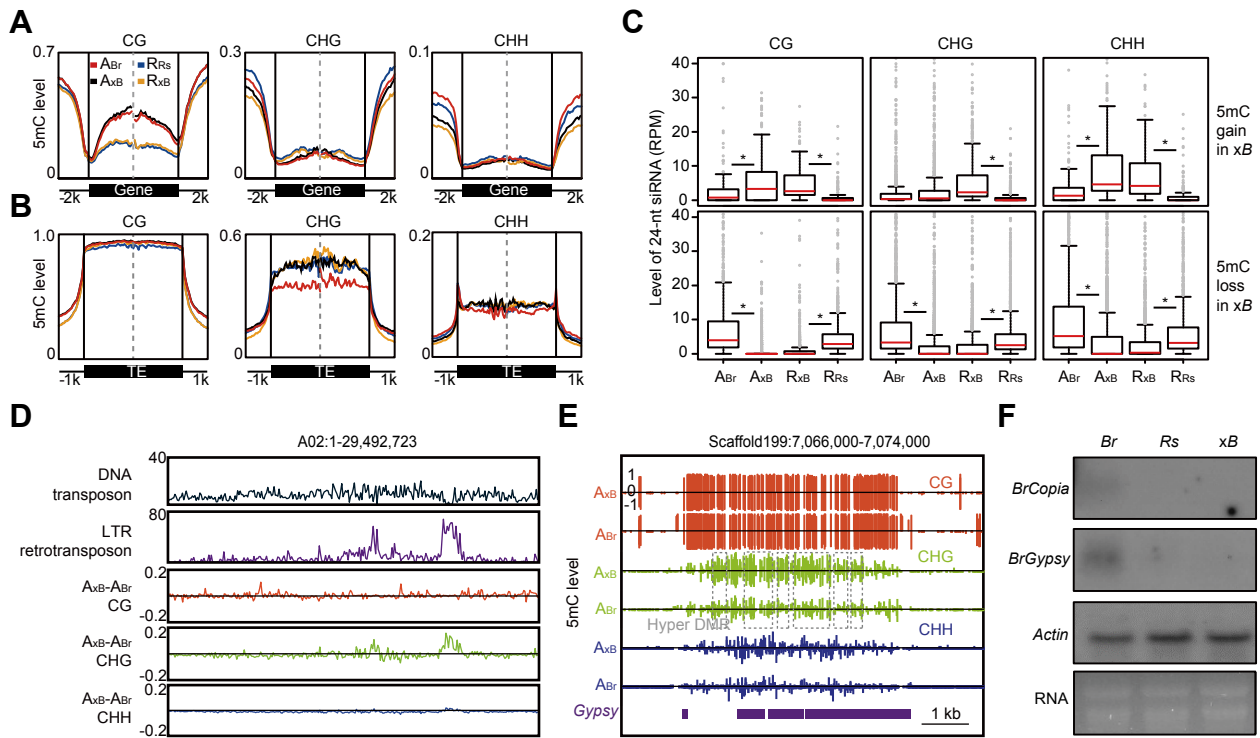 A
CG
CHG
CHH
0.7
0.3
0.1
ABr
RRs
AxB
RxB
5mC level
0
0
0
Gene
Gene
Gene
-2k
2k
-2k
2k
-2k
2k
B
CG
CHG
CHH
1.0
0.6
0.2
5mC level
0
0
0
TE
TE
TE
-1k
1k
-1k
1k
-1k
1k
C
CG
CHG
CHH
40
30
20
10
0
40
30
20
10
0
Level of 24-nt siRNA (RPM)
* * * * *
* * * * * *
5mC
gain
in xB
5mC
loss
in xB
ABr AxB RxB RRs
ABr AxB RxB RRs
ABr AxB RxB RRs
D
A02:1-29,492,723
DNA
transposon
40
LTR
retrotransposon
80
AxB-ABr
CG
0.2
-0.2
AxB-ABr
CHG
0.2
-0.2
AxB-ABr
CHH
0.2
-0.2
E
Scaffold199:7,066,000-7,074,000
5mC level
1
0
-1
AxB
CG
ABr
AxB
CHG
ABr
Hyper DMR
AxB
CHH
ABr
Gypsy
1 kb
F
Br Rs xB
BrCopia
BrGypsy
Actin
RNA